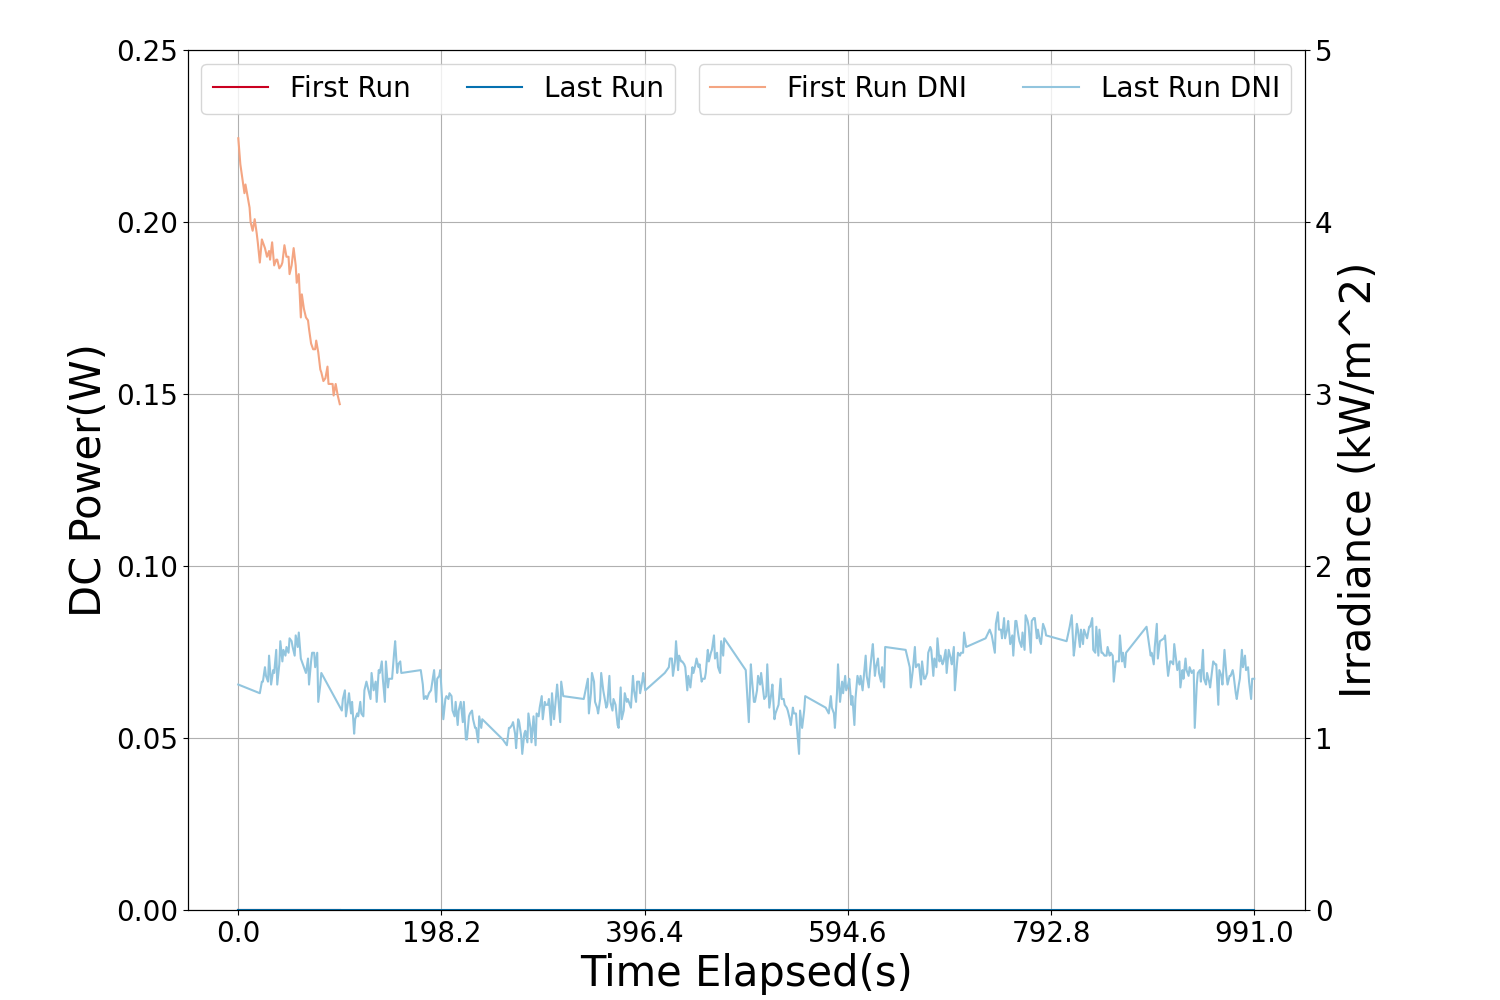 First Run
Last Run
First Run DNI
Last Run DNI
0.25
0.20
0.15
0.10
0.05
0.00
DC Power(W)
5
4
3
2
1
0
Irradiance (kW/m^2)
0.0
198.2
396.4
594.6
792.8
991.0
Time Elapsed(s)